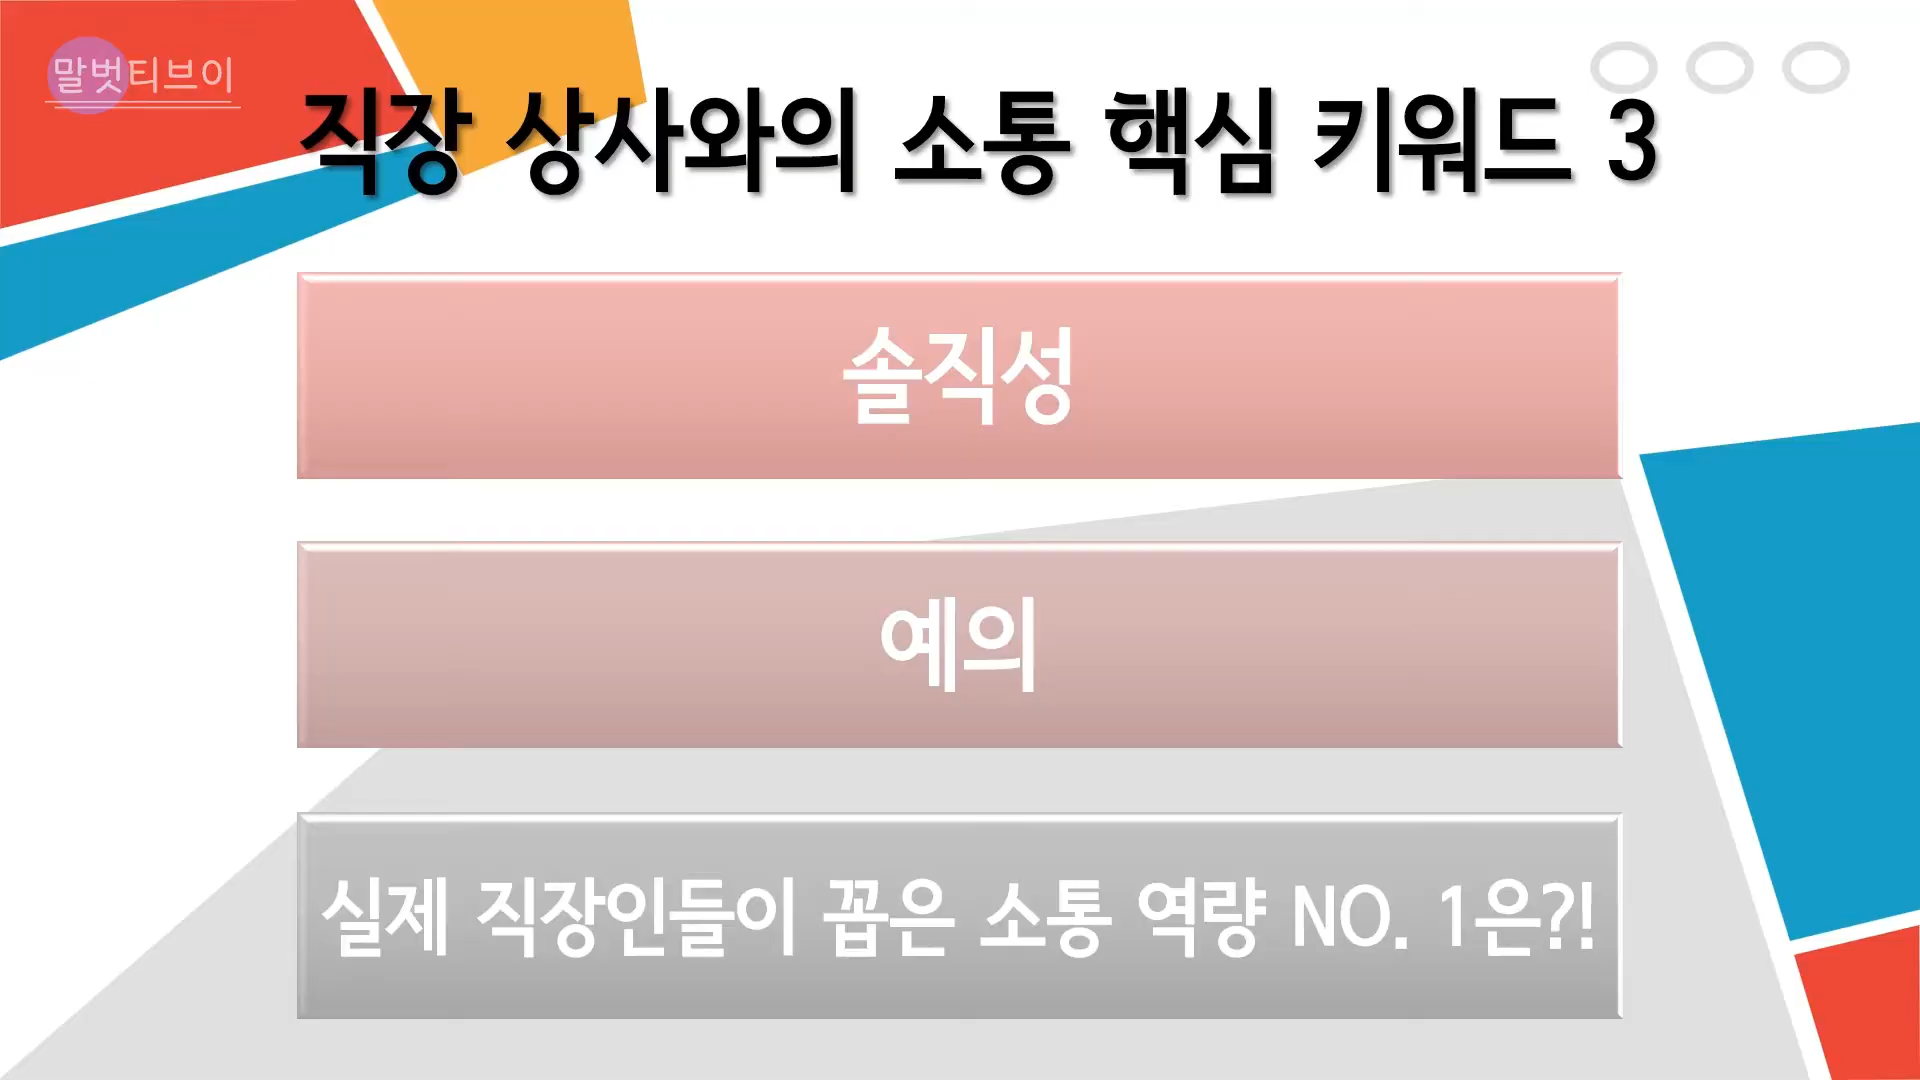 말벗티브이
직장 상사와의 소통 핵심 키워드 3
솔직성
예의
실제 직장인들이 꼽은 소통 역량 NO. 1은?!